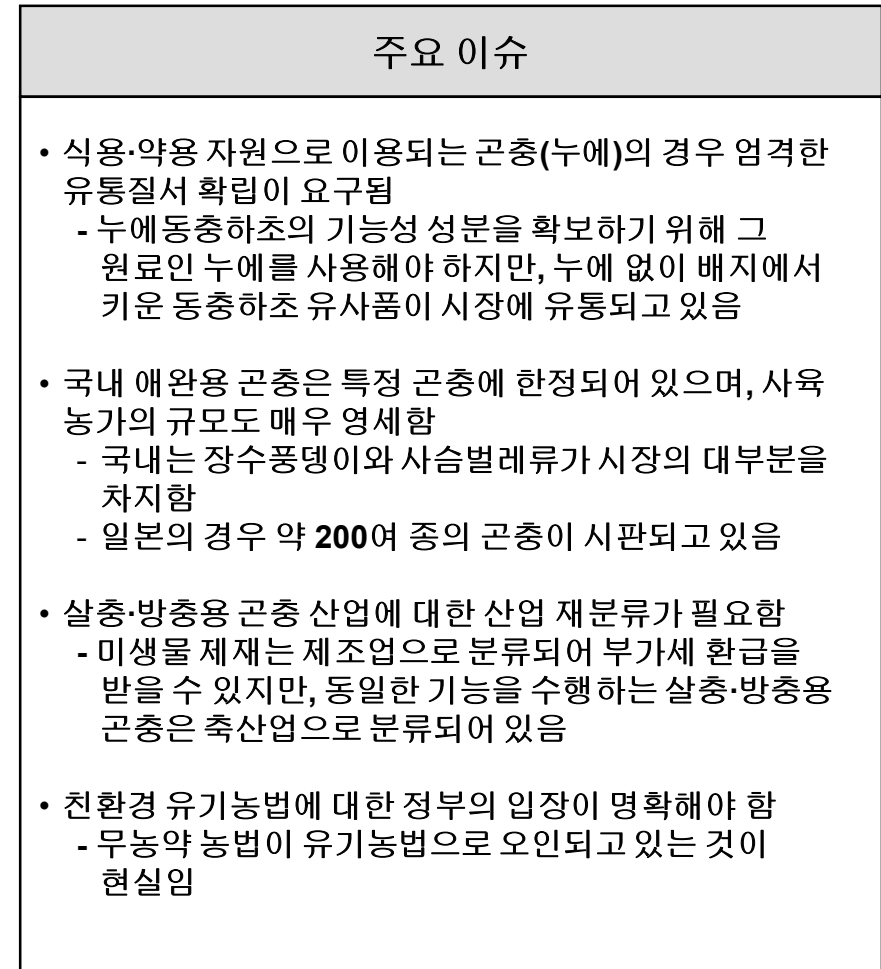 주요 이슈
• 식용·약용 자원으로 이용되는 곤충(누에)의 경우 엄격한
유통질서 확립이 요구됨
- 누에동충하초의 기능성 성분을 확보하기 위해 그
원료인 누에를 사용해야 하지만, 누에 없이 배지에서
키운 동충하초 유사품이 시장에 유통되고 있음
• 국내 애완용 곤충은 특정 곤충에 한정되어 있으며, 사육
농가의 규모도 매우 영세함
- 국내는 장수풍뎅이와 사슴벌레류가 시장의 대부분을
차지함
- 일본의 경우 약 200여 종의 곤충이 시판되고 있음
• 살충·방충용 곤충 산업에 대한 산업 재분류가 필요함
- 미생물 제재는 제조업으로 분류되어 부가세 환급을
받을 수 있지만, 동일한 기능을 수행하는 살충·방충용
곤충은 축산업으로 분류되어 있음
• 친환경 유기농법에 대한 정부의 입장이 명확해야 함
- 무농약 농법이 유기농법으로 오인되고 있는 것이
현실임